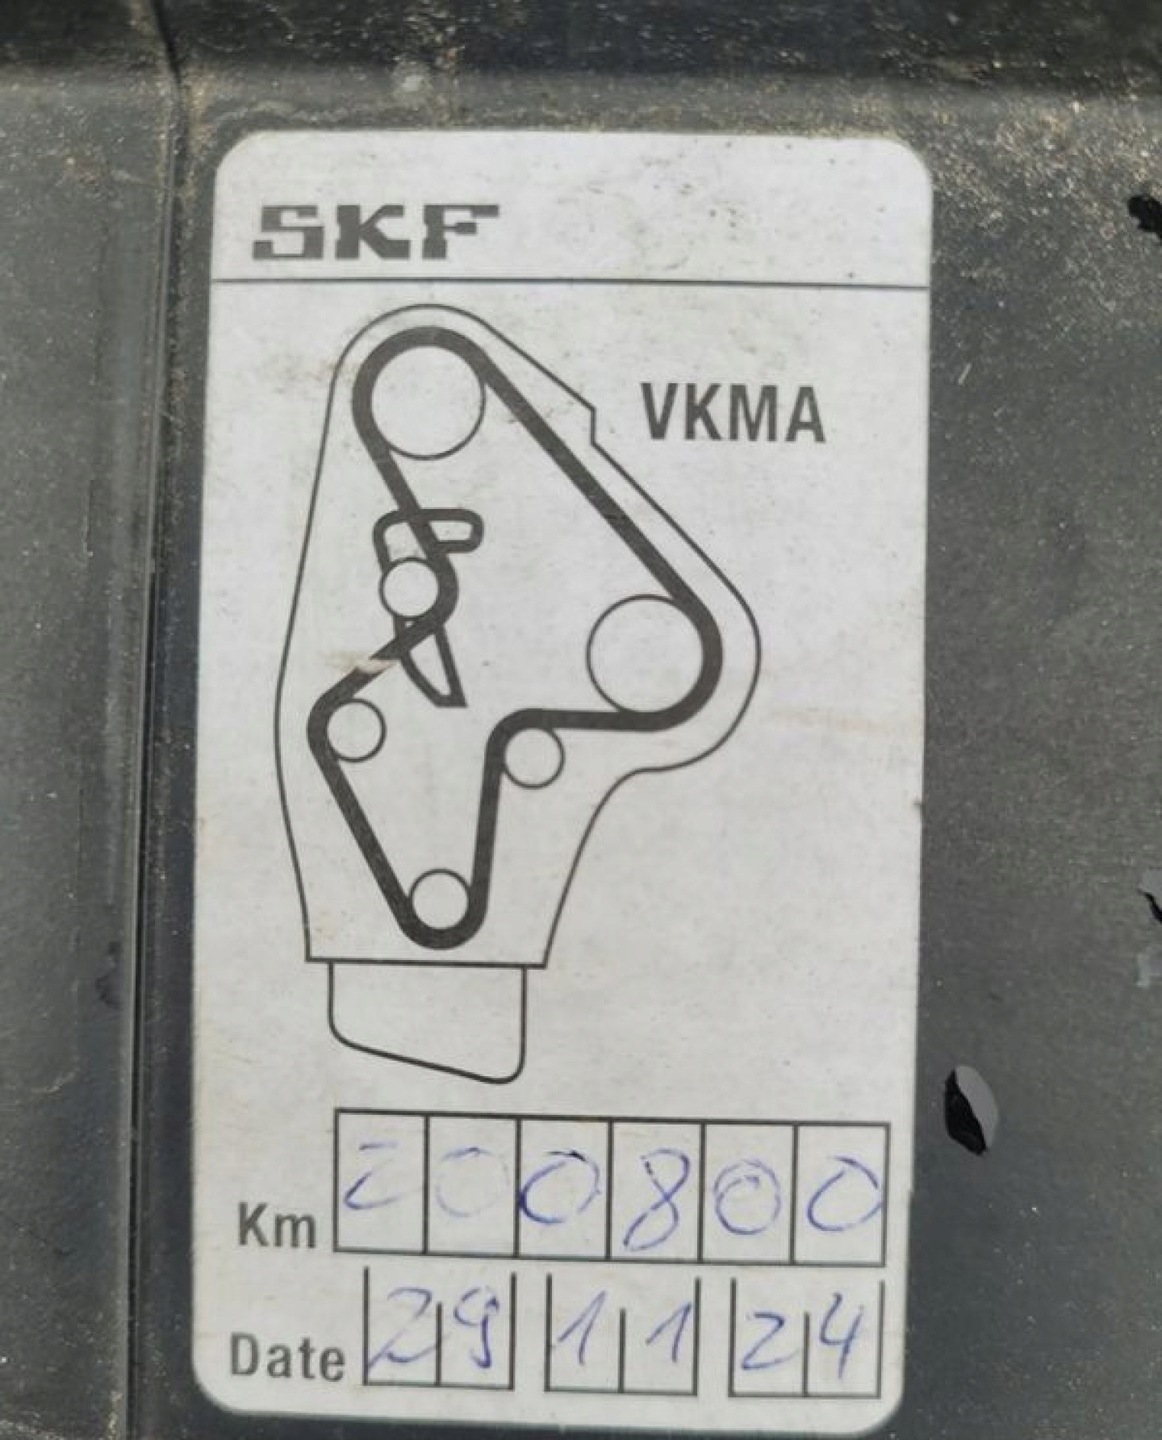 SKF
VKMA
Km 200800
Date 29 11 24